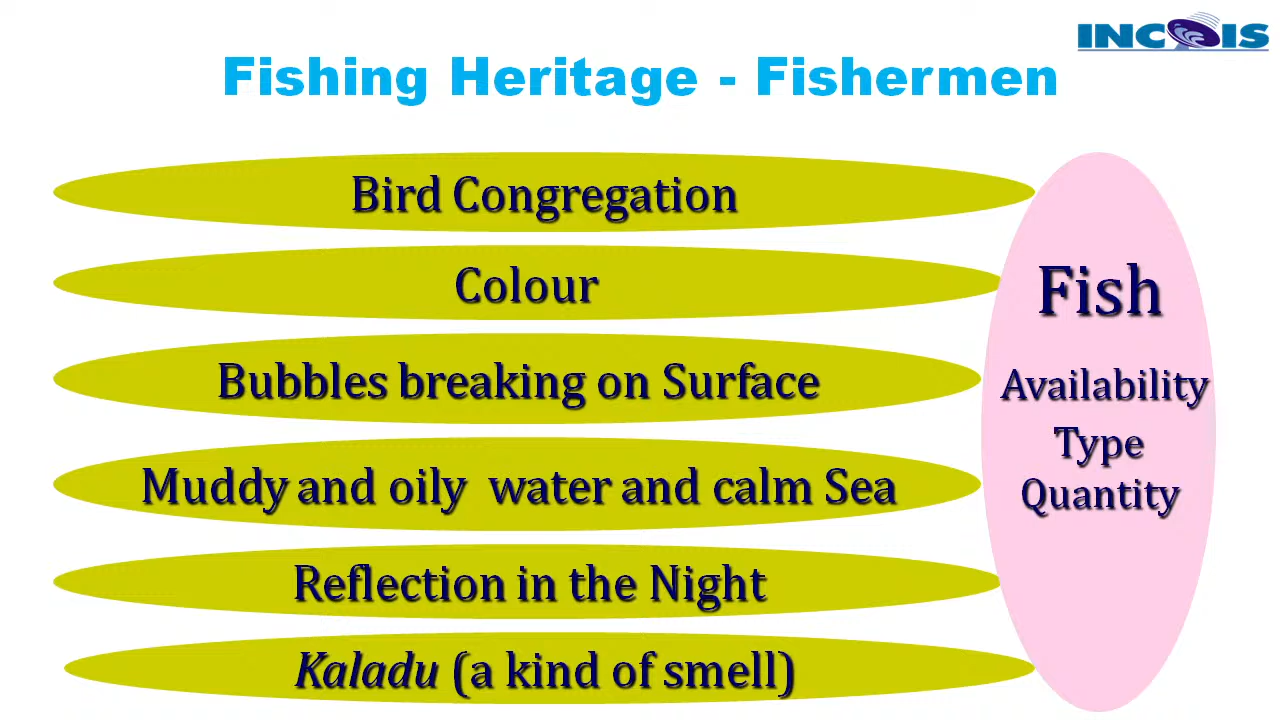 INCOIS
Fishing Heritage - Fishermen
Bird Congregation
Colour
Bubbles breaking on Surface
Muddy and oily water and calm Sea
Reflection in the Night
Kaladu (a kind of smell)
Fish
Availability
Type
Quantity